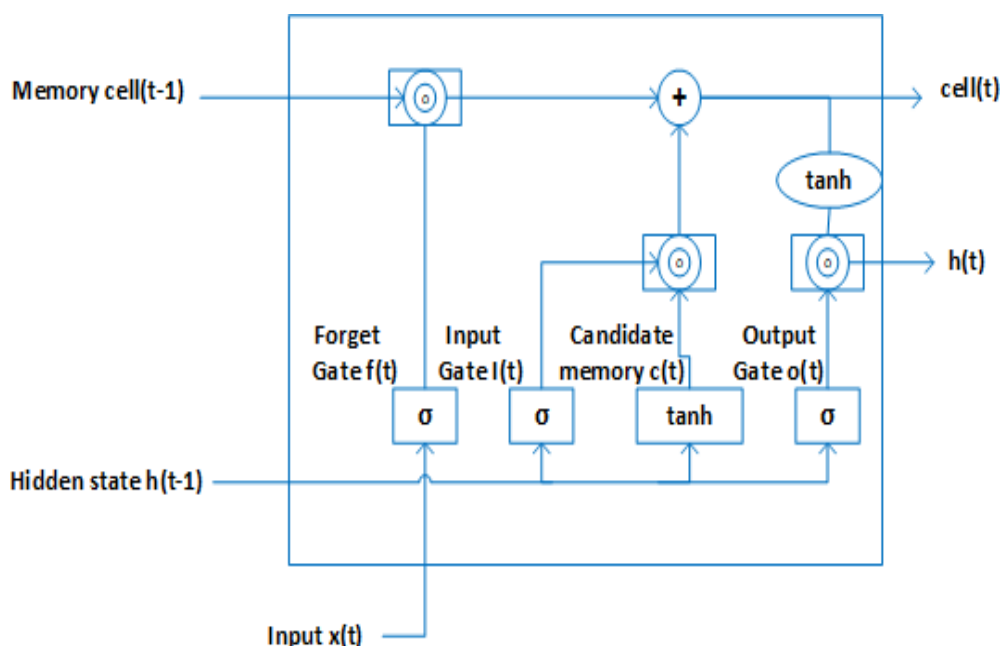 Memory cell(t-1)
o
+
cell(t)
tanh
o
o
h(t)
Forget
Gate f(t)
Input
Gate I(t)
Candidate
memory c(t)
Output
Gate o(t)
σ
σ
tanh
σ
Hidden state h(t-1)
Input x(t)